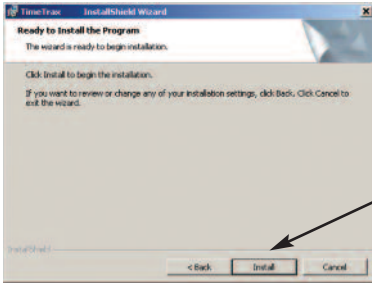 TimeTrax InstallShield Wizard
Ready to Install the Program
The wizard is ready to begin installation.
Click Install to begin the installation.
If you want to review or change any of your installation settings, click Back. Click Cancel to
exit the wizard.
InstallShield
< Back Install Cancel